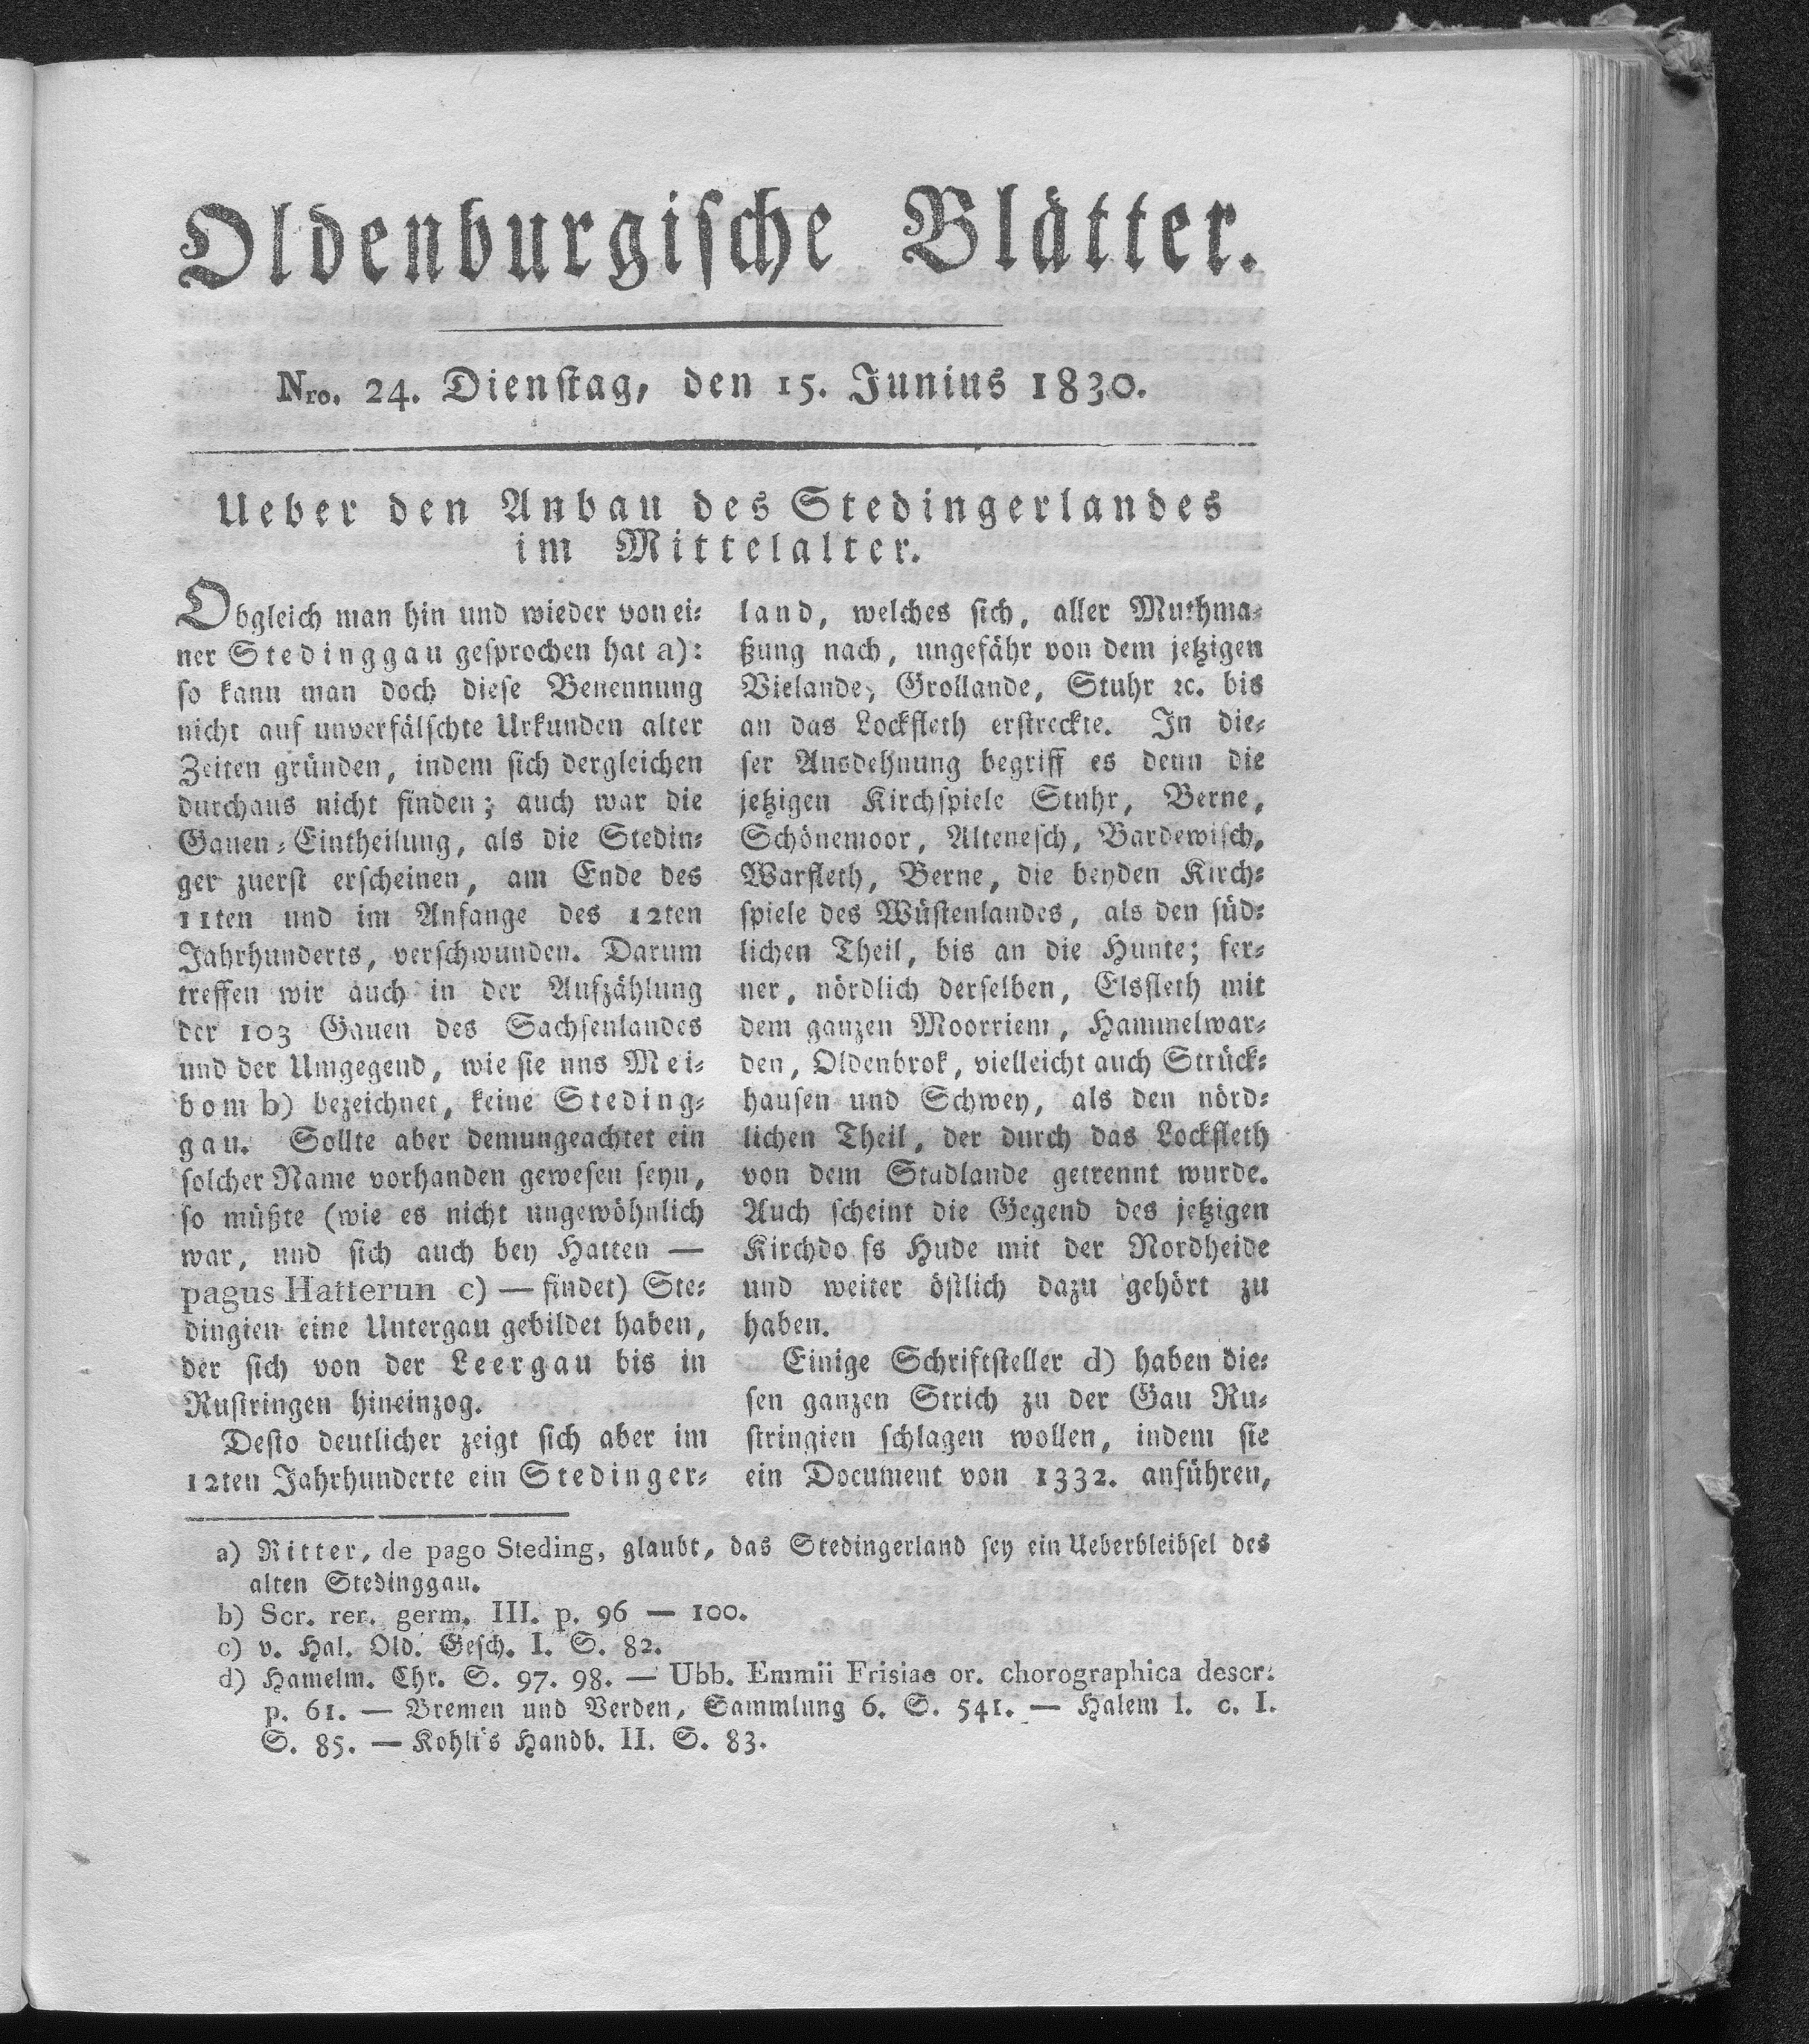 Oldenburgische Blätter.
Nro. 24. Dienstag, den 15. Junius 1830.
Ueber den Anbau des Stedingerlandes
im Mittelalter.
Obgleich man hin und wieder von ei-
ner Stedinggau gesprochen hat a):
so kann man doch diese Benennung
nicht auf unverfälschte Urkunden alter
Zeiten gründen, indem sich dergleichen
durchaus nicht finden; auch war die
Gauen-Eintheilung, als die Stedin-
ger zuerst erscheinen, am Ende des
11ten und im Anfange des 12ten
Jahrhunderts, verschwunden. Darum
treffen wir auch in der Aufzählung
der 103 Gauen des Sachsenlandes
und der Umgegend, wie sie uns Mei-
bom b) bezeichnet, keine Steding-
gau. Sollte aber demungeachtet ein
solcher Name vorhanden gewesen seyn,
so müßte (wie es nicht ungewöhnlich
war, und sich auch bey Hatten —
pagus Hatterun c) — findet) Ste-
dingien eine Untergau gebildet haben,
der sich von der Leergau bis in
Rustringen hineinzog.
Desto deutlicher zeigt sich aber im
12ten Jahrhunderte ein Stedinger-
land, welches sich, aller Muthma-
ßung nach, ungefähr von dem jetzigen
Vielande, Grollande, Stuhr ꝛc. bis
an das Lockfleth erstreckte. In die-
ser Ausdehnung begriff es denn die
jetzigen Kirchspiele Stuhr, Berne,
Schönemoor, Altenesch, Bardewisch,
Warfleth, Berne, die beyden Kirch-
spiele des Wüstenlandes, als den süd-
lichen Theil, bis an die Hunte; fer-
ner, nördlich derselben, Elsfleth mit
dem ganzen Moorriem, Hammelwar-
den, Oldenbrok, vielleicht auch Strück-
hausen und Schwey, als den nörd-
lichen Theil, der durch das Lockfleth
von dem Stadlande getrennt wurde.
Auch scheint die Gegend des jetzigen
Kirchdo fs Hude mit der Nordheide
und weiter östlich dazu gehört zu
haben.
Einige Schriftsteller d) haben die-
sen ganzen Strich zu der Gau Ru-
stringien schlagen wollen, indem sie
ein Document von 1332. anführen,
a) Ritter, de pago Steding, glaubt, das Stedingerland sey ein Ueberbleibsel des
alten Stedinggau.
b) Scr. rer. germ. III. p. 96 — 100.
c) v. Hal. Old. Gesch. I. S. 82.
d) Hamelm. Chr. S. 97. 98. — Ubb. Emmii Frisiae or. chorographica descr.
p. 61. — Bremen und Verden, Sammlung 6. S. 541. — Halem l. c. I.
S. 85. — Kohli's Handb. II. S. 83.